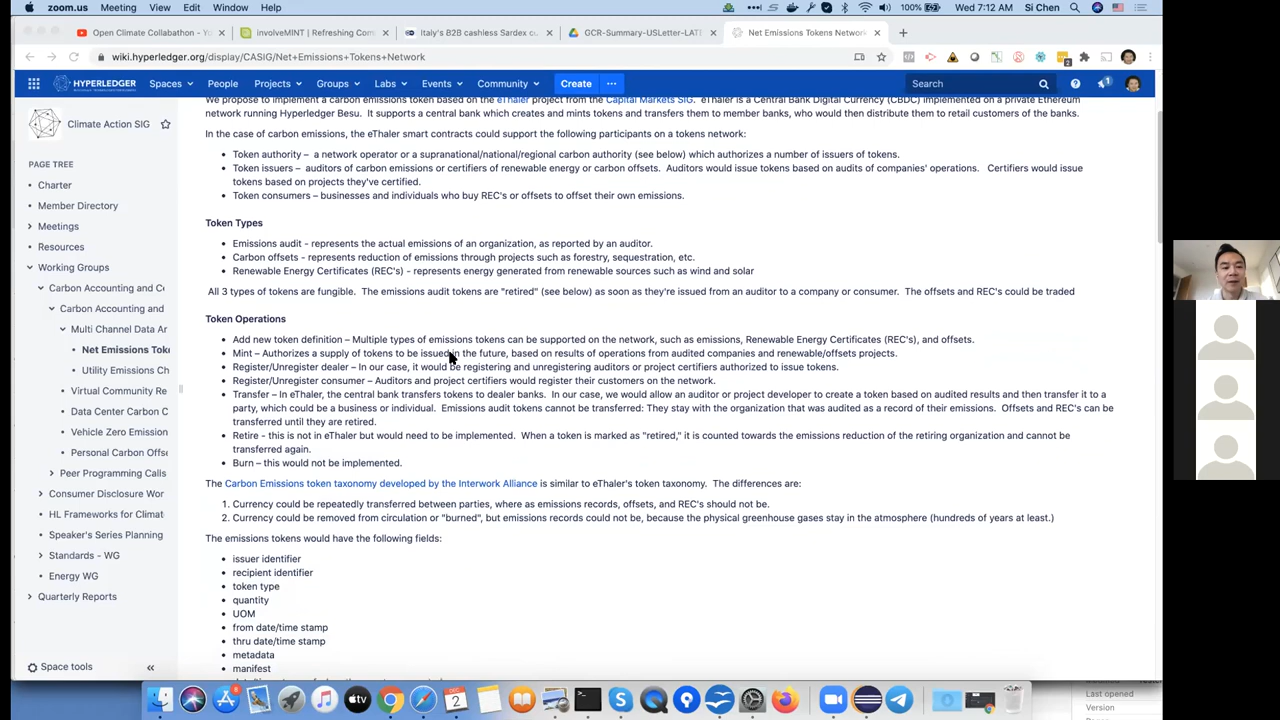 zoom.us Meeting View Edit Window Help
100% Wed 7:12 AM Si Chen
Open Climate Collabathon - Yo
involveMINT | Refreshing Com
Italy's B2B cashless Sardex cu
GCR-Summary-USLetter-LATE
Net Emissions Tokens Network
wiki.hyperledger.org/display/CASIG/Net+Emissions+Tokens+Network
HYPERLEDGER Spaces People Projects Groups Labs Events Community Create Search
Climate Action SIG
PAGE TREE
Charter
Member Directory
Meetings
Resources
Working Groups
Carbon Accounting and Ce
Carbon Accounting and
Multi Channel Data Ar
Net Emissions Toke
Utility Emissions Ch
Virtual Community Re
Data Center Carbon C
Vehicle Zero Emission
Personal Carbon Offse
Peer Programming Calls
Consumer Disclosure Wor
HL Frameworks for Climat
Speaker's Series Planning
Standards - WG
Energy WG
Quarterly Reports
Space tools
We propose to implement a carbon emissions token based on the eThaler project from the Capital Markets SIG. eThaler is a Central Bank Digital Currency (CBDC) implemented on a private Ethereum
network running Hyperledger Besu. It supports a central bank which creates and mints tokens and transfers them to member banks, who would then distribute them to retail customers of the banks.
In the case of carbon emissions, the eThaler smart contracts could support the following participants on a tokens network:
Token authority – a network operator or a supranational/national/regional carbon authority (see below) which authorizes a number of issuers of tokens.
Token issuers – auditors of carbon emissions or certifiers of renewable energy or carbon offsets. Auditors would issue tokens based on audits of companies' operations. Certifiers would issue
tokens based on projects they've certified.
Token consumers – businesses and individuals who buy REC's or offsets to offset their own emissions.
Token Types
Emissions audit - represents the actual emissions of an organization, as reported by an auditor.
Carbon offsets - represents reduction of emissions through projects such as forestry, sequestration, etc.
Renewable Energy Certificates (REC's) - represents energy generated from renewable sources such as wind and solar
All 3 types of tokens are fungible. The emissions audit tokens are "retired" (see below) as soon as they're issued from an auditor to a company or consumer. The offsets and REC's could be traded
Token Operations
Add new token definition – Multiple types of emissions tokens can be supported on the network, such as emissions, Renewable Energy Certificates (REC's), and offsets.
Mint – Authorizes a supply of tokens to be issued in the future, based on results of operations from audited companies and renewable/offsets projects.
Register/Unregister dealer – In our case, it would be registering and unregistering auditors or project certifiers authorized to issue tokens.
Register/Unregister consumer – Auditors and project certifiers would register their customers on the network.
Transfer – In eThaler, the central bank transfers tokens to dealer banks. In our case, we would allow an auditor or project developer to create a token based on audited results and then transfer it to a
party, which could be a business or individual. Emissions audit tokens cannot be transferred: They stay with the organization that was audited as a record of their emissions. Offsets and REC's can be
transferred until they are retired.
Retire - this is not in eThaler but would need to be implemented. When a token is marked as "retired," it is counted towards the emissions reduction of the retiring organization and cannot be
transferred again.
Burn – this would not be implemented.
The Carbon Emissions token taxonomy developed by the Interwork Alliance is similar to eThaler's token taxonomy. The differences are:
1. Currency could be repeatedly transferred between parties, where as emissions records, offsets, and REC's should not be.
2. Currency could be removed from circulation or "burned", but emissions records could not be, because the physical greenhouse gases stay in the atmosphere (hundreds of years at least.)
The emissions tokens would have the following fields:
issuer identifier
recipient identifier
token type
quantity
UOM
from date/time stamp
thru date/time stamp
metadata
manifest
Last opened
Version